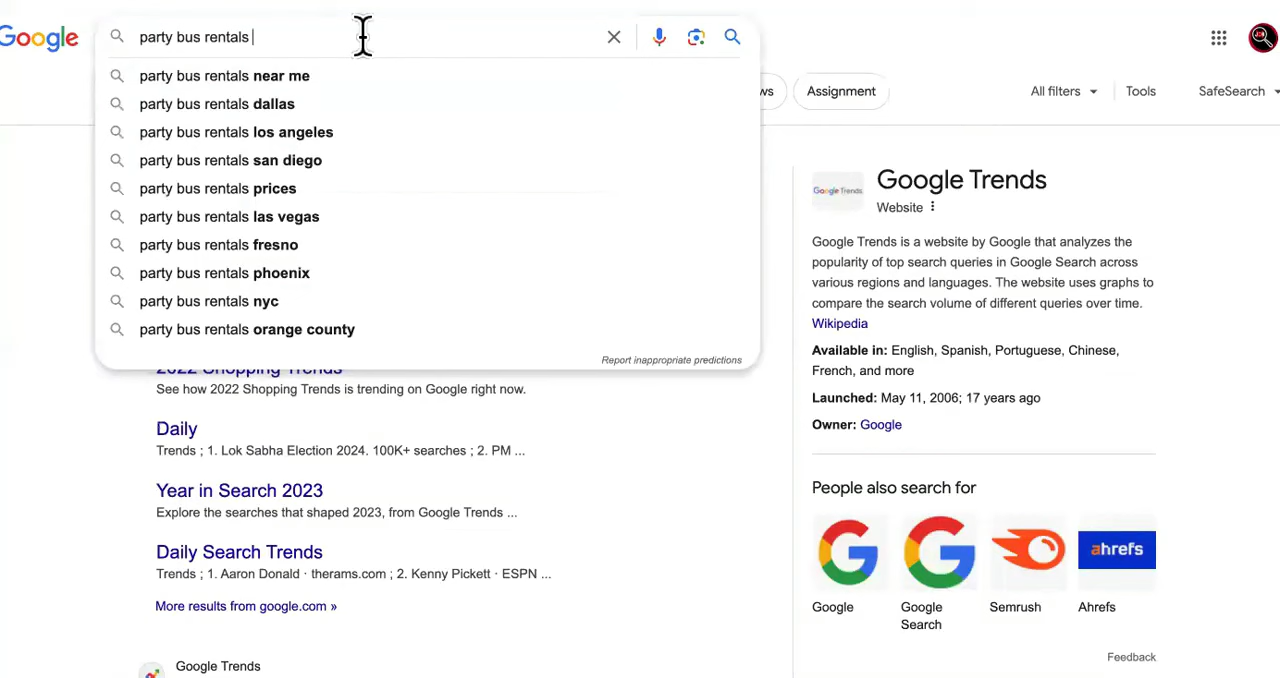 Google
party bus rentals
party bus rentals near me
party bus rentals dallas
party bus rentals los angeles
party bus rentals san diego
party bus rentals prices
party bus rentals las vegas
party bus rentals fresno
party bus rentals phoenix
party bus rentals nyc
party bus rentals orange county
Report inappropriate predictions
ws
Assignment
All filters
Tools
SafeSearch
2022 Shopping Trends
See how 2022 Shopping Trends is trending on Google right now.
Daily
Trends ; 1. Lok Sabha Election 2024. 100K+ searches ; 2. PM ...
Year in Search 2023
Explore the searches that shaped 2023, from Google Trends ...
Daily Search Trends
Trends ; 1. Aaron Donald · therams.com ; 2. Kenny Pickett · ESPN ...
More results from google.com »
Google Trends
Google Trends
Google Trends
Website
Google Trends is a website by Google that analyzes the
popularity of top search queries in Google Search across
various regions and languages. The website uses graphs to
compare the search volume of different queries over time.
Wikipedia
Available in: English, Spanish, Portuguese, Chinese,
French, and more
Launched: May 11, 2006; 17 years ago
Owner: Google
People also search for
ahrefs
Google
Google
Search
Semrush
Ahrefs
Feedback